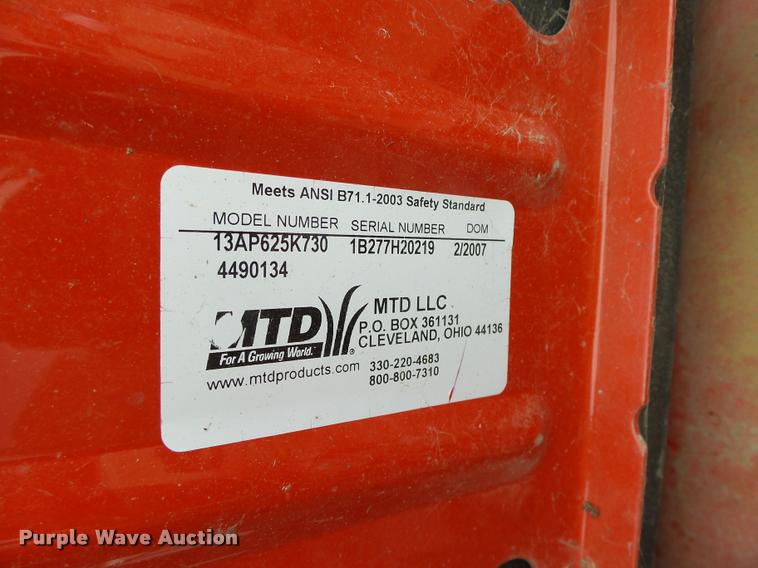 Meets ANSI B71.1-2003 Safety Standard
MODEL NUMBER SERIAL NUMBER DOM
13AP625K730 1B277H20219 2/2007
4490134
MTD
For A Growing World.
®
www.mtdproducts.com
MTD LLC
P.O. BOX 361131
CLEVELAND, OHIO 44136
330-220-4683
800-800-7310
Purple Wave Auction